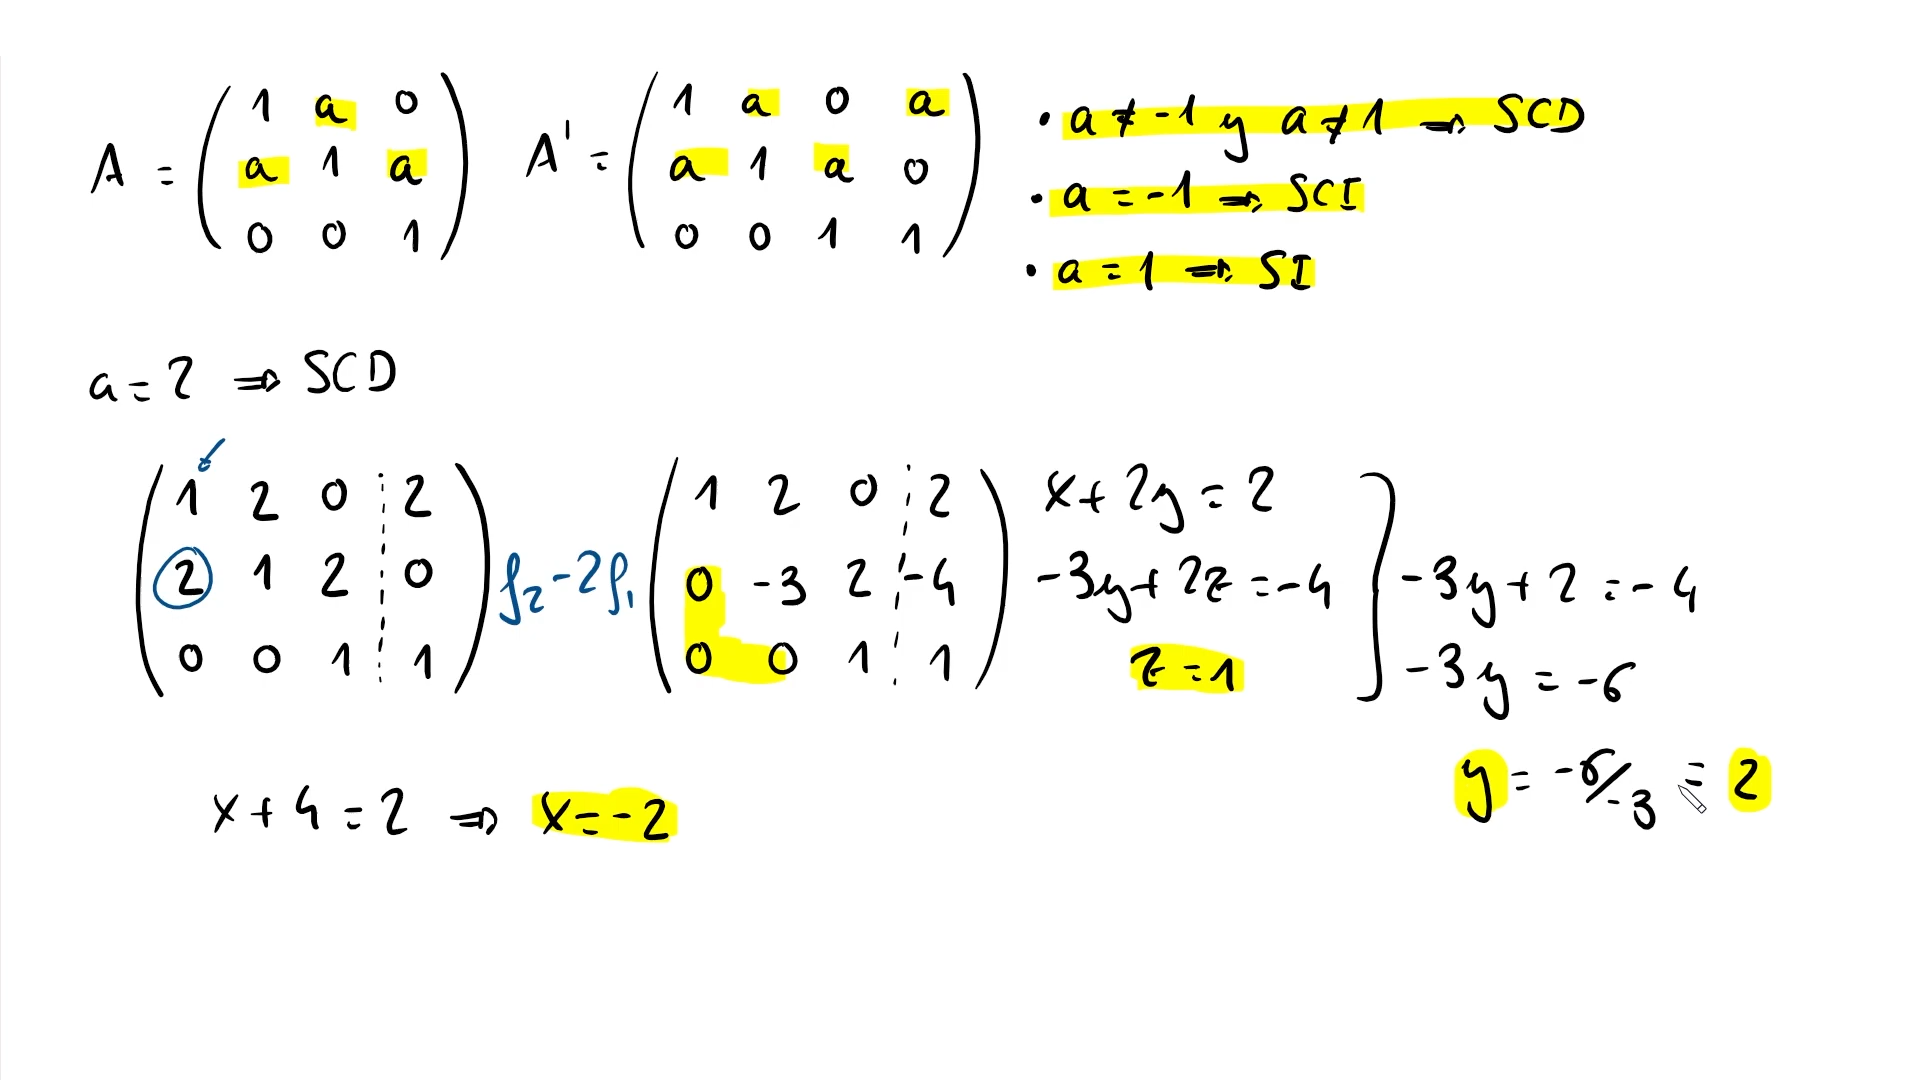 A = ( 1 a 0 ) A' = ( 1 a 0 a ) • a ≠ -1 y a ≠ 1 ⇒ SCD
( a 1 a ) ( a 1 a 0 ) • a = -1 ⇒ SCI
( 0 0 1 ) ( 0 0 1 1 ) • a = 1 ⇒ SI
a = 2 ⇒ SCD
( 1 2 0 ¦ 2 ) ( 1 2 0 ¦ 2 ) x + 2y = 2
( 2 1 2 ¦ 0 ) f₂ - 2f₁ ( 0 -3 2 ¦ -4 ) -3y + 2z = -4 ] -3y + 2 = -4
( 0 0 1 ¦ 1 ) ( 0 0 1 ¦ 1 ) z = 1 -3y = -6
x + 4 = 2 ⇒ x = -2 y = -6/-3 = 2